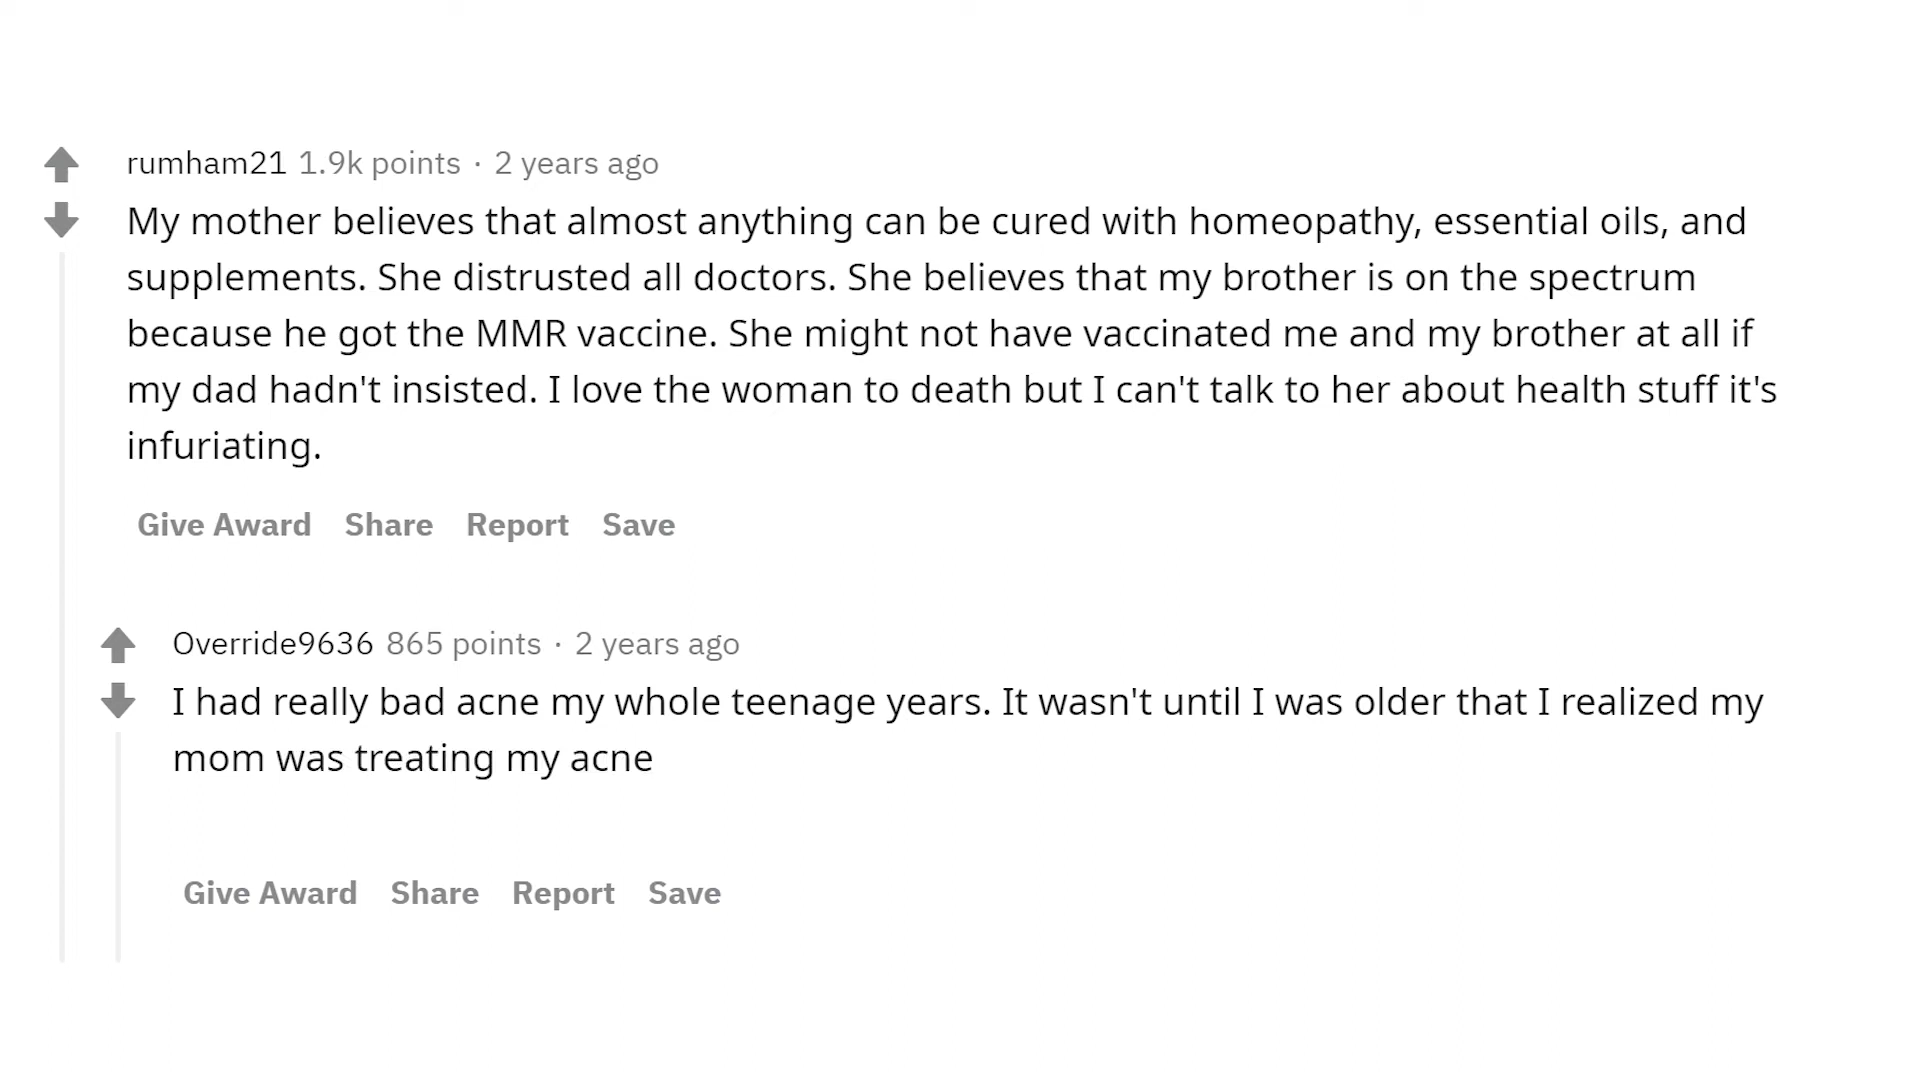 rumham21 1.9k points · 2 years ago
My mother believes that almost anything can be cured with homeopathy, essential oils, and
supplements. She distrusted all doctors. She believes that my brother is on the spectrum
because he got the MMR vaccine. She might not have vaccinated me and my brother at all if
my dad hadn't insisted. I love the woman to death but I can't talk to her about health stuff it's
infuriating.
Give Award Share Report Save
Override9636 865 points · 2 years ago
I had really bad acne my whole teenage years. It wasn't until I was older that I realized my
mom was treating my acne
Give Award Share Report Save